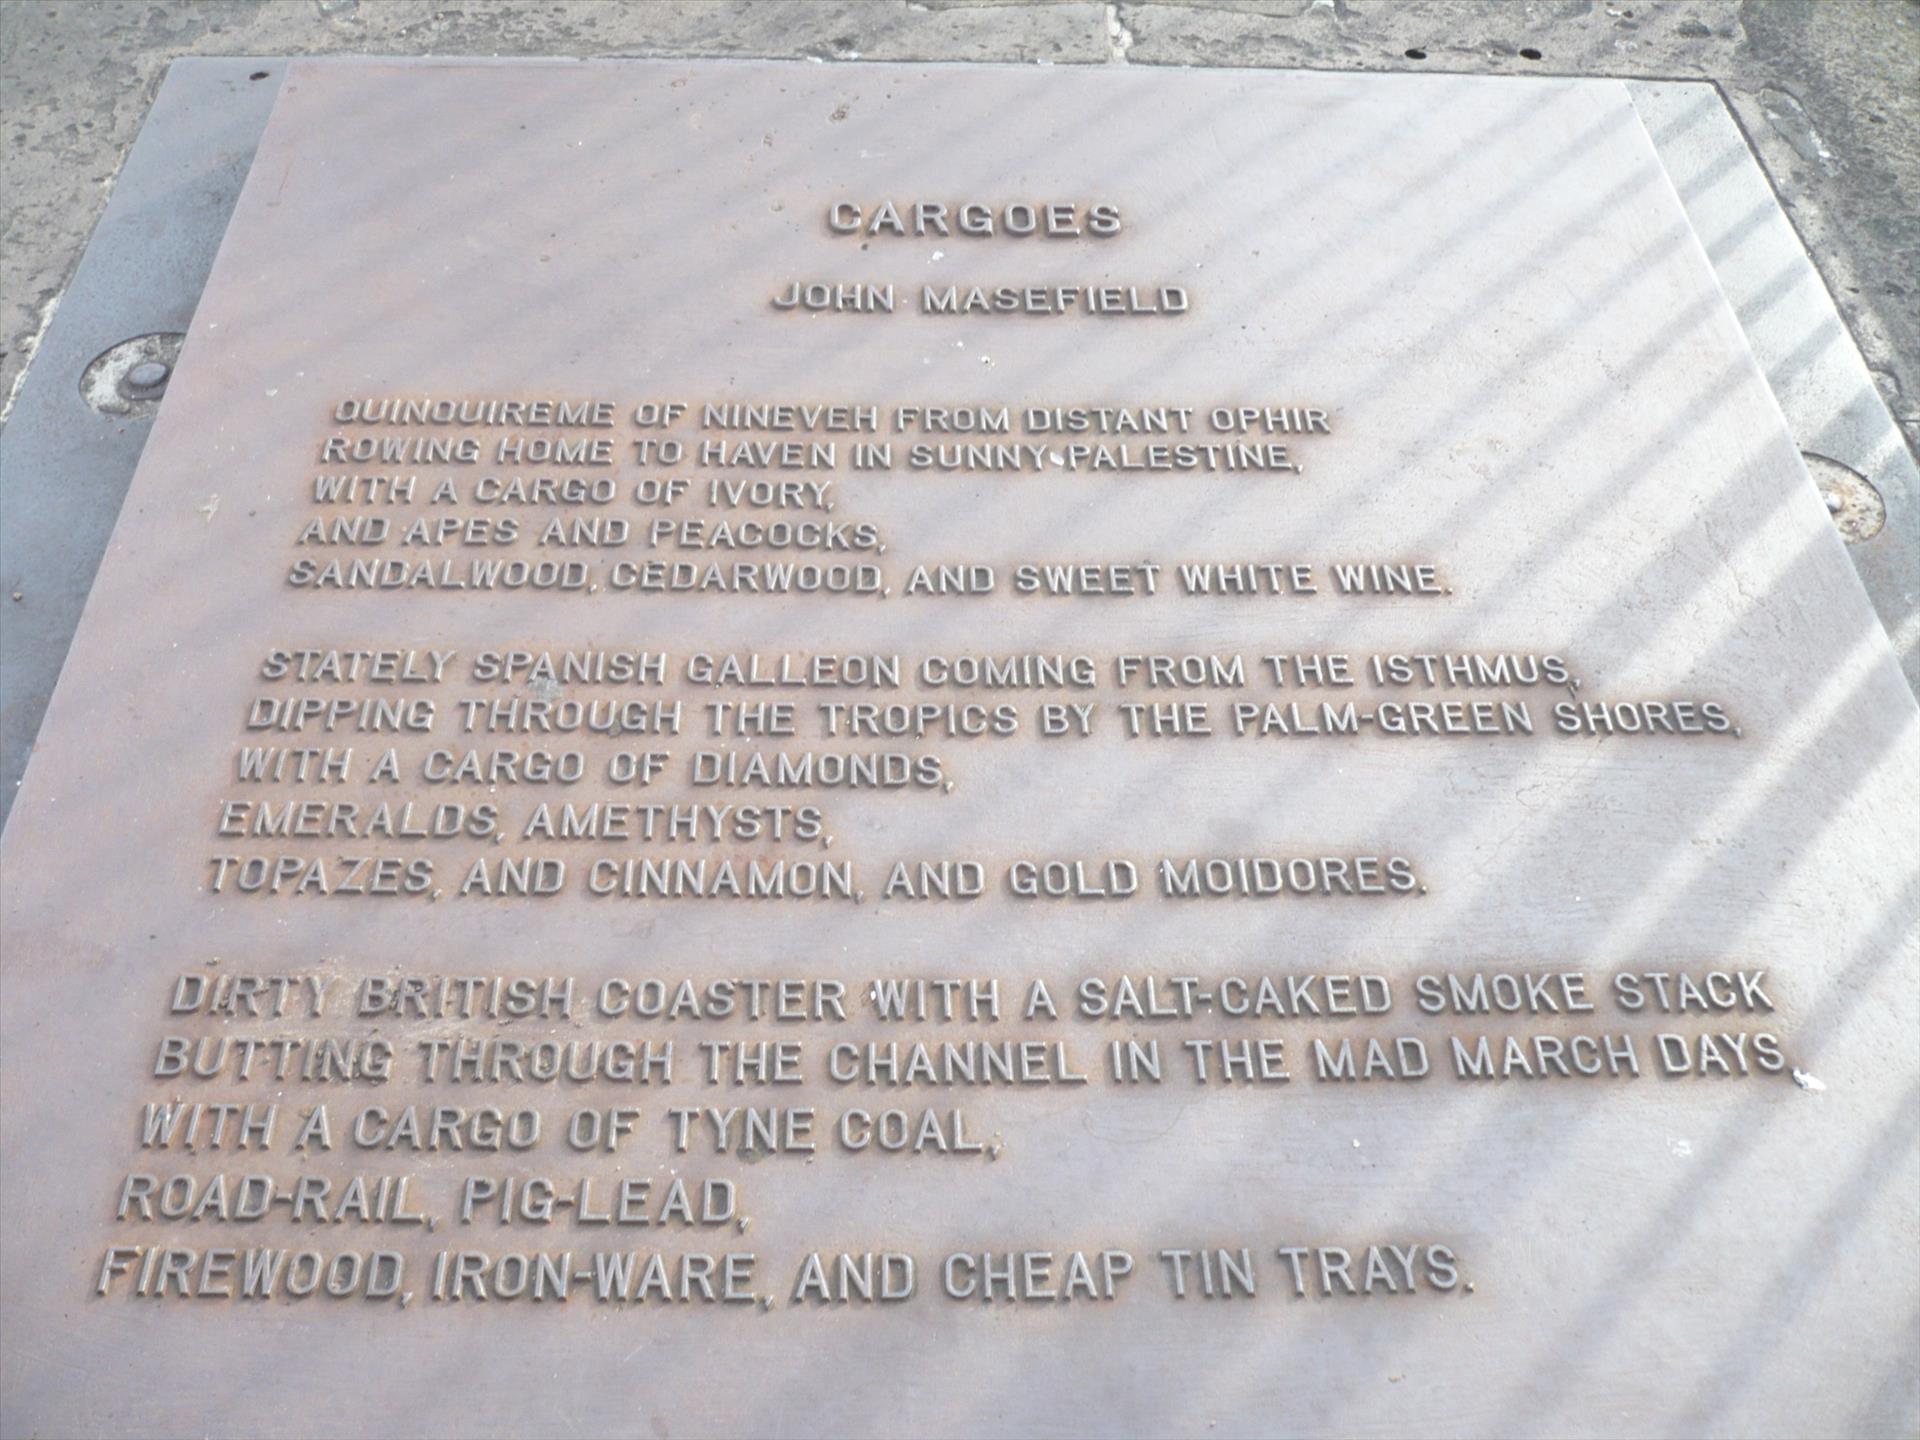 CARGOES
JOHN MASEFIELD
QUINQUIREME OF NINEVEH FROM DISTANT OPHIR
ROWING HOME TO HAVEN IN SUNNY PALESTINE,
WITH A CARGO OF IVORY,
AND APES AND PEACOCKS,
SANDALWOOD, CEDARWOOD, AND SWEET WHITE WINE.
STATELY SPANISH GALLEON COMING FROM THE ISTHMUS,
DIPPING THROUGH THE TROPICS BY THE PALM-GREEN SHORES,
WITH A CARGO OF DIAMONDS,
EMERALDS, AMETHYSTS,
TOPAZES, AND CINNAMON, AND GOLD MOIDORES.
DIRTY BRITISH COASTER WITH A SALT-CAKED SMOKE STACK
BUTTING THROUGH THE CHANNEL IN THE MAD MARCH DAYS,
WITH A CARGO OF TYNE COAL,
ROAD-RAIL, PIG-LEAD,
FIREWOOD, IRON-WARE, AND CHEAP TIN TRAYS.